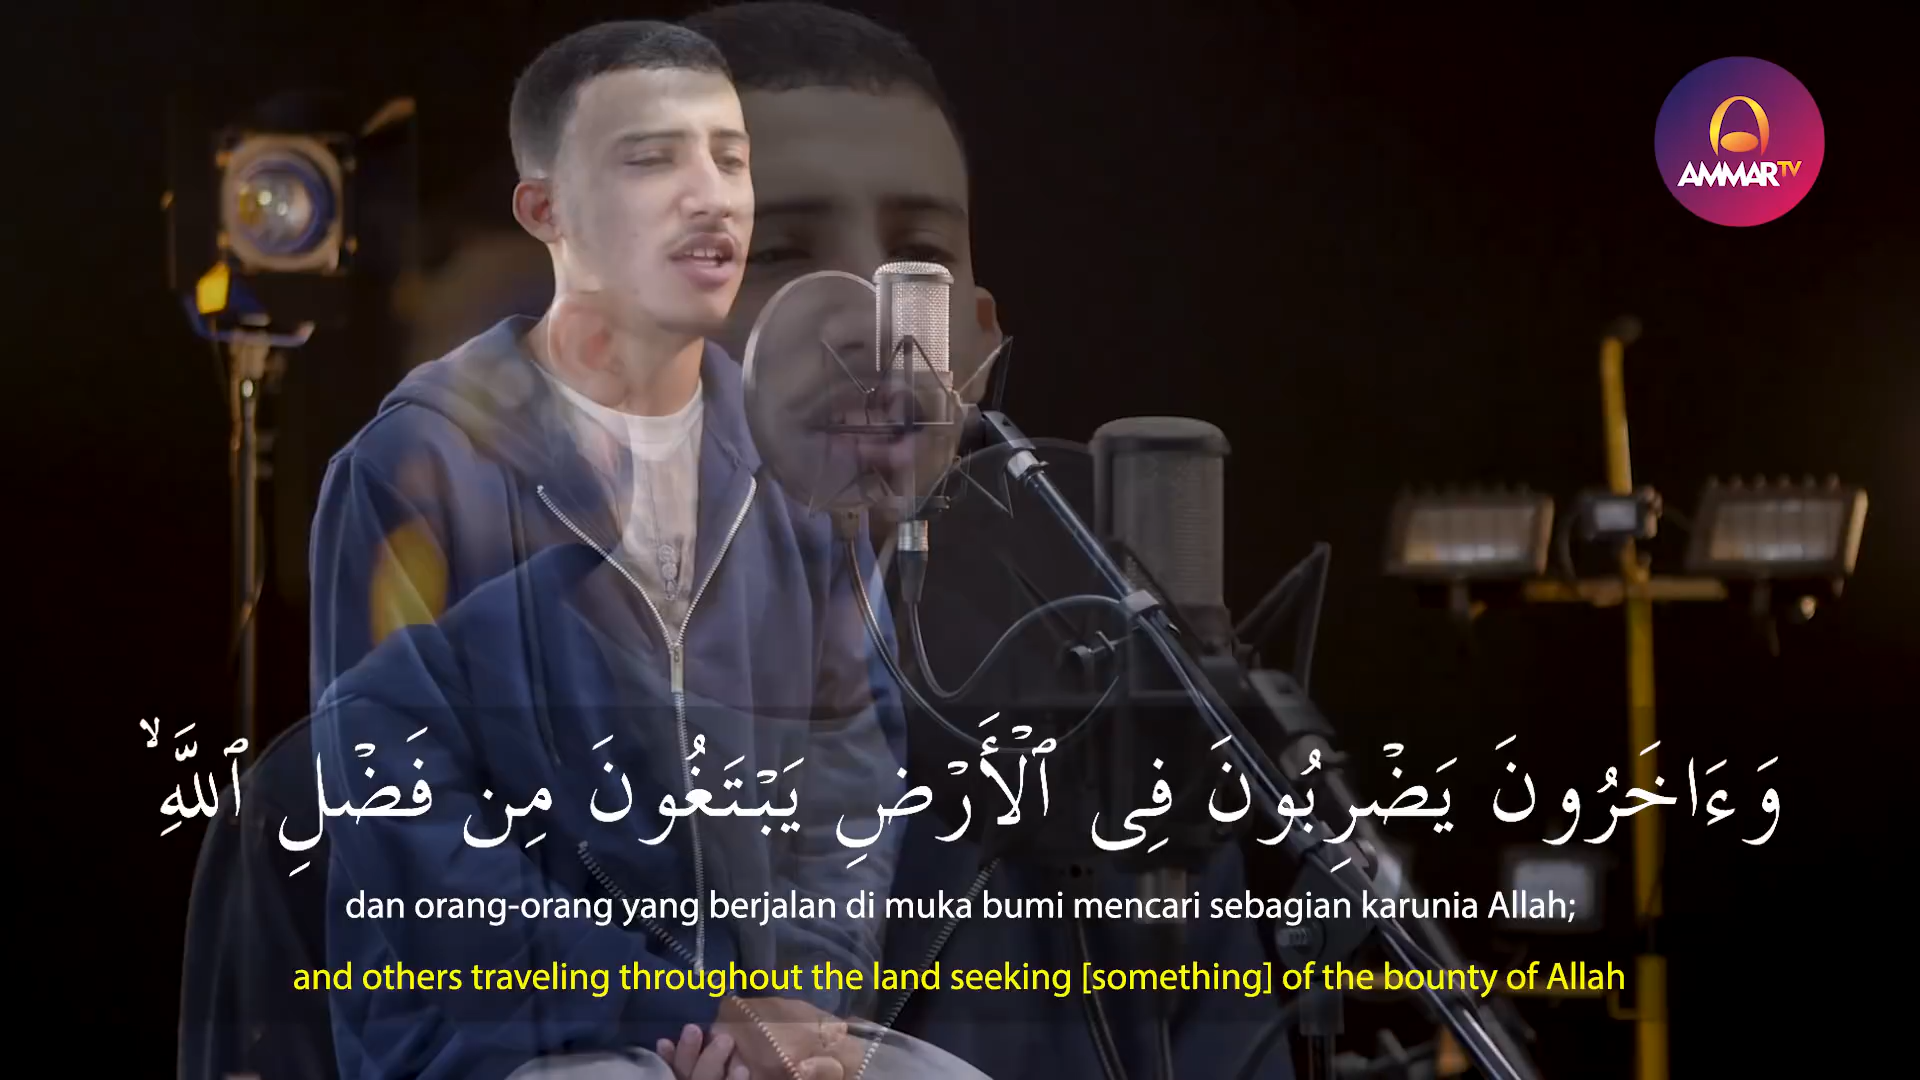 AMMARTV
وَءَاخَرُونَ يَضْرِبُونَ فِى ٱلْأَرْضِ يَبْتَغُونَ مِن فَضْلِ ٱللَّهِ ۙ
dan orang-orang yang berjalan di muka bumi mencari sebagian karunia Allah;
and others traveling throughout the land seeking [something] of the bounty of Allah